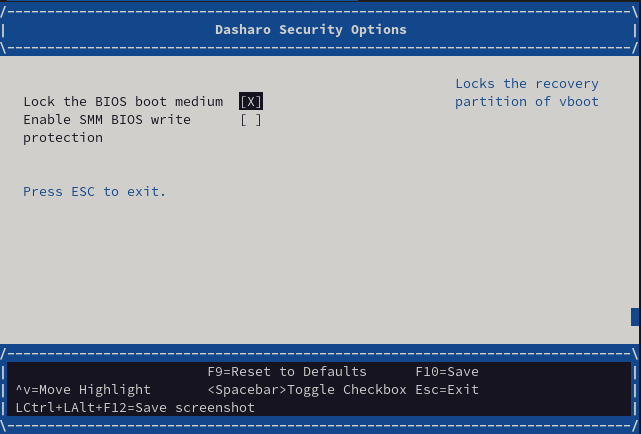 Dasharo Security Options
Locks the recovery
Lock the BIOS boot medium [X] partition of vboot
Enable SMM BIOS write [ ]
protection
Press ESC to exit.
F9=Reset to Defaults F10=Save
^v=Move Highlight <Spacebar>Toggle Checkbox Esc=Exit
LCtrl+LAlt+F12=Save screenshot